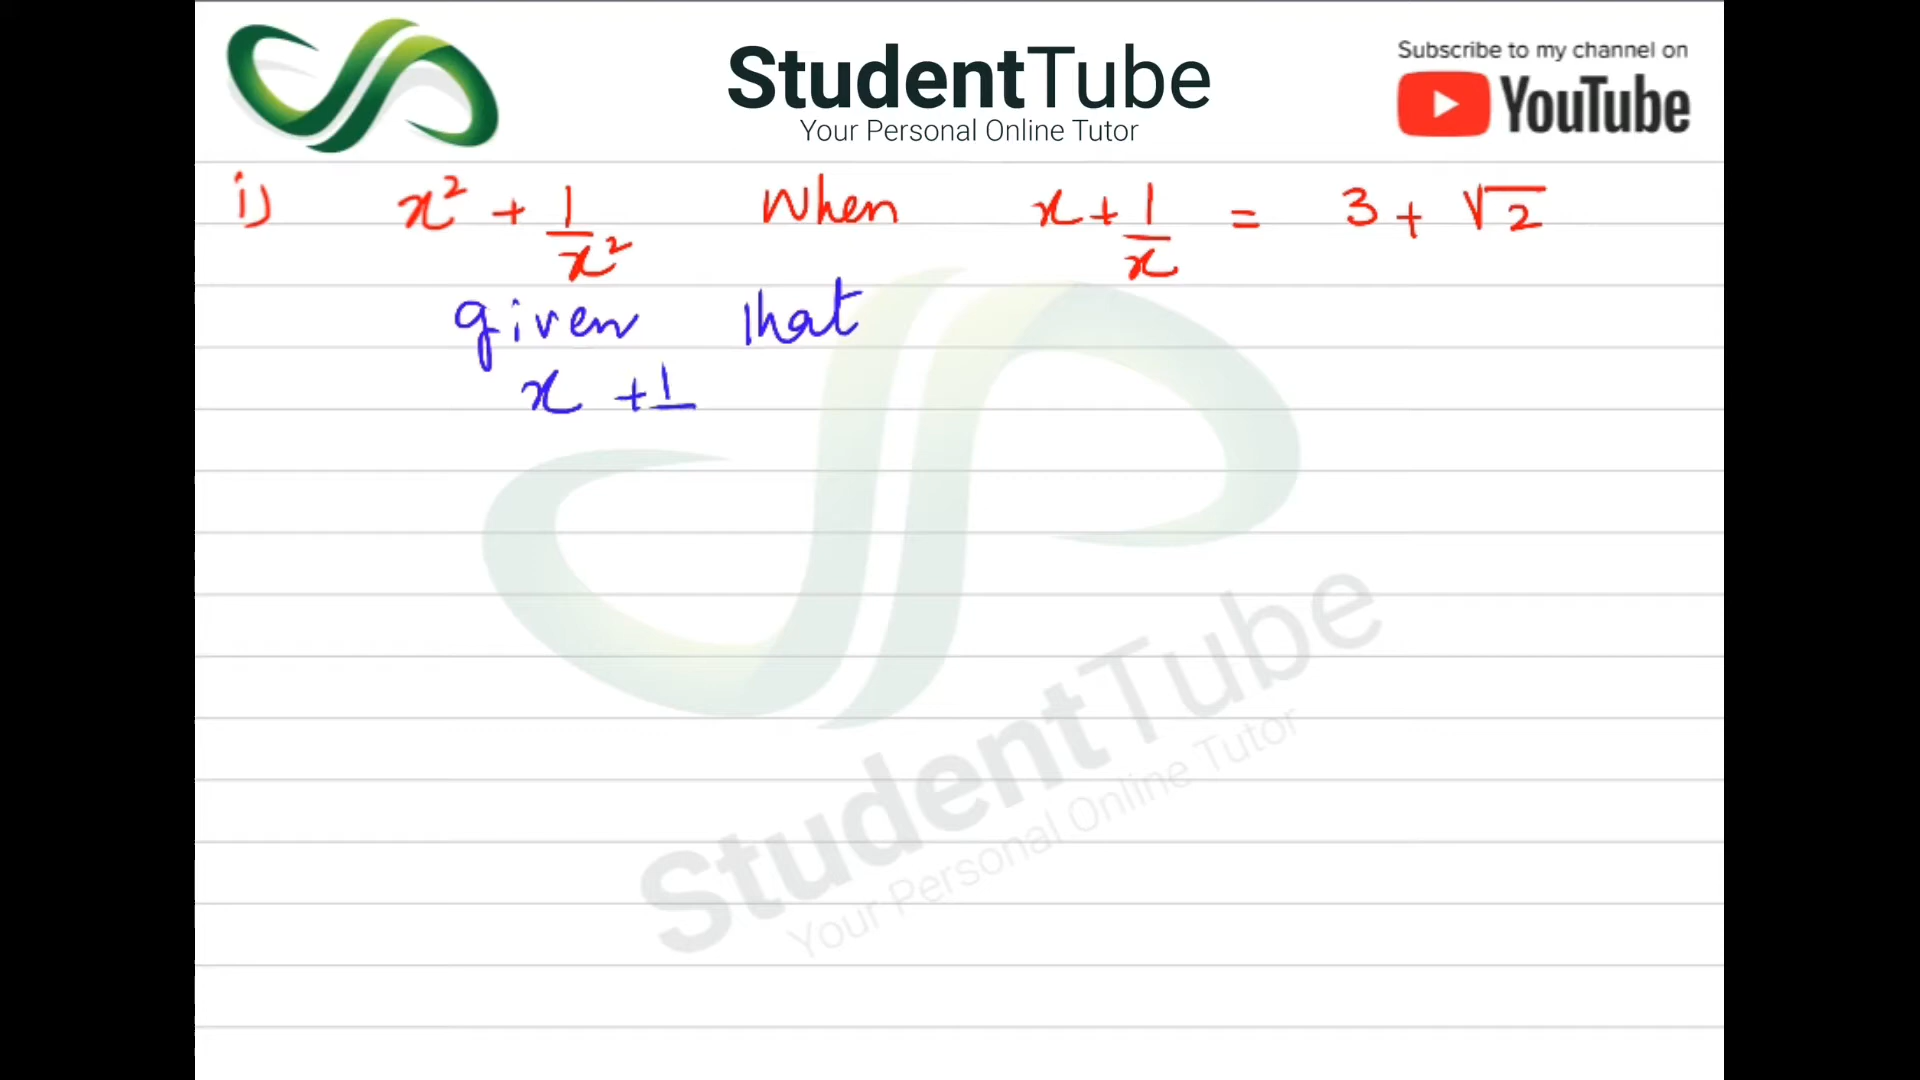 StudentTube
Your Personal Online Tutor
Subscribe to my channel on
YouTube
i) x² + 1/x² When x + 1/x = 3 + √2
given that
x + 1
StudentTube
Your Personal Online Tutor